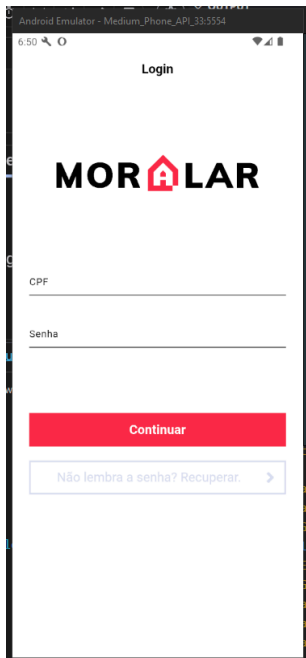 Android Emulator - Medium_Phone_API_33:5554
6:50
Login
MORALAR
CPF
Senha
Continuar
Não lembra a senha? Recuperar.